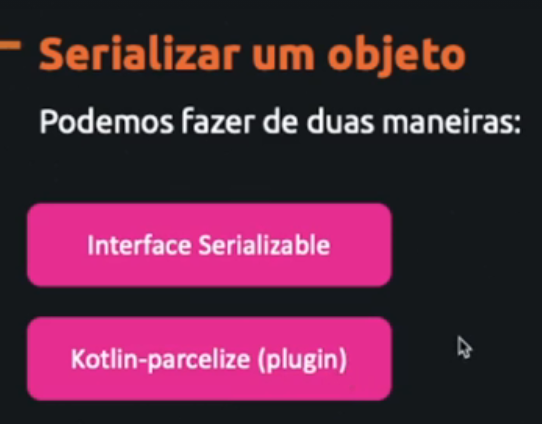 Serializar um objeto
Podemos fazer de duas maneiras:
Interface Serializable
Kotlin-parcelize (plugin)